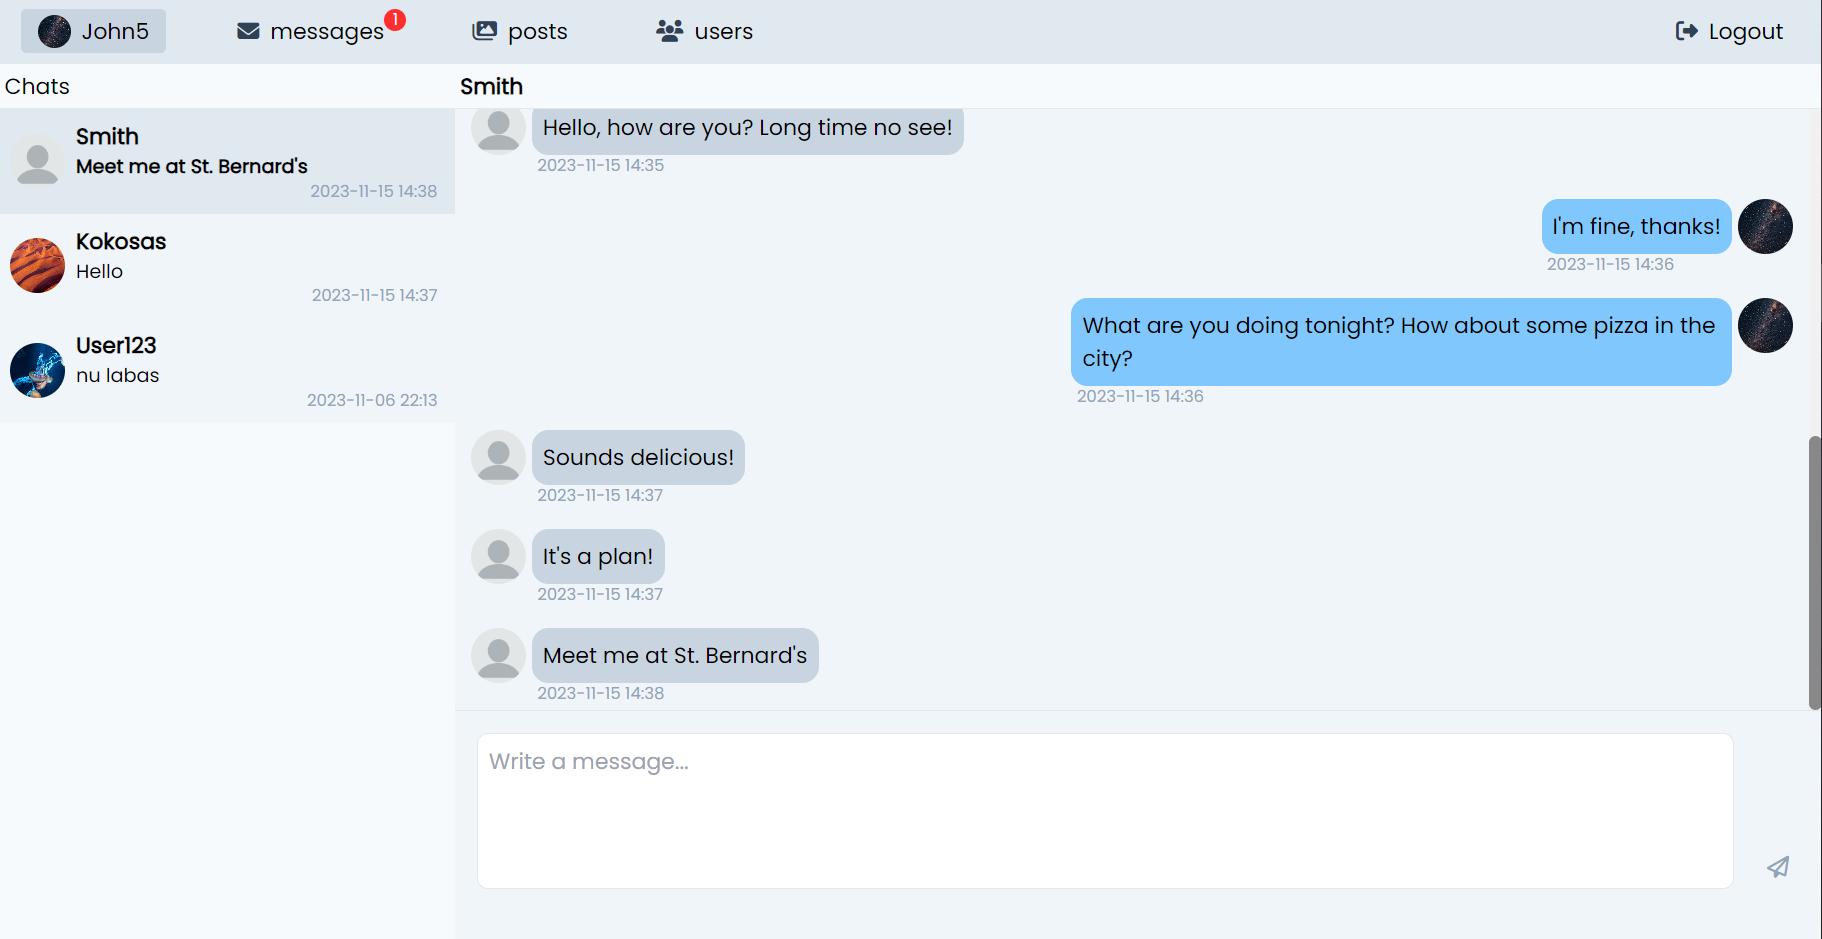 John5
messages
1
posts
users
Logout
Chats
Smith
Meet me at St. Bernard's
2023-11-15 14:38
Kokosas
Hello
2023-11-15 14:37
User123
nu labas
2023-11-06 22:13
Smith
Hello, how are you? Long time no see!
2023-11-15 14:35
I'm fine, thanks!
2023-11-15 14:36
What are you doing tonight? How about some pizza in the
city?
2023-11-15 14:36
Sounds delicious!
2023-11-15 14:37
It's a plan!
2023-11-15 14:37
Meet me at St. Bernard's
2023-11-15 14:38
Write a message...